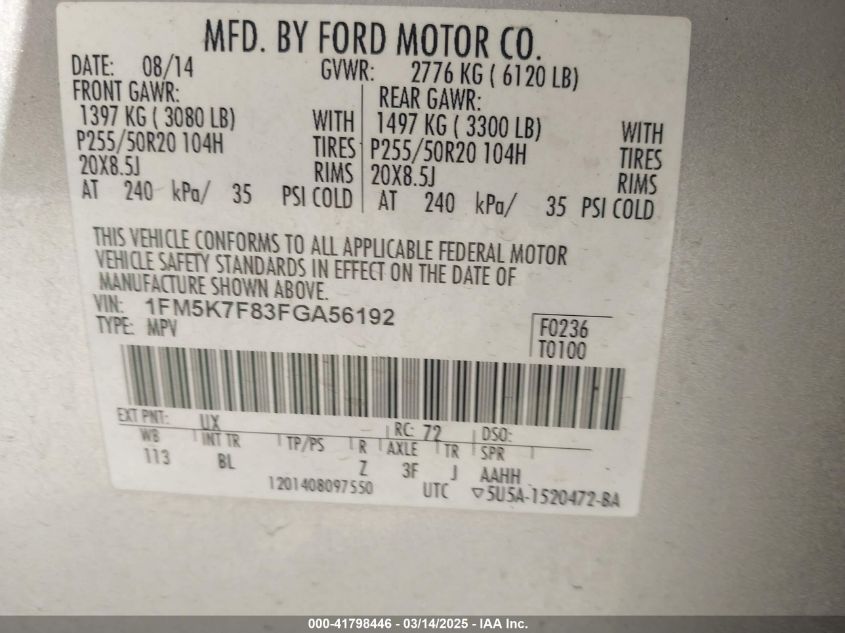 MFD. BY FORD MOTOR CO.
DATE: 08/14 GVWR: 2776 KG ( 6120 LB)
FRONT GAWR: REAR GAWR:
1397 KG ( 3080 LB) WITH 1497 KG ( 3300 LB) WITH
P255/50R20 104H TIRES P255/50R20 104H TIRES
20X8.5J RIMS 20X8.5J RIMS
AT 240 kPa/ 35 PSI COLD AT 240 kPa/ 35 PSI COLD
THIS VEHICLE CONFORMS TO ALL APPLICABLE FEDERAL MOTOR
VEHICLE SAFETY STANDARDS IN EFFECT ON THE DATE OF
MANUFACTURE SHOWN ABOVE.
VIN: 1FM5K7F83FGA56192
TYPE: MPV F0236
T0100
EXT PNT: UX RC: 72 DSO:
WB INT TR TP/PS R AXLE TR SPR
113 BL Z 3F J AAHH
1201408097550 UTC ▽5U5A-1520472-BA
000-41798446 - 03/14/2025 - IAA Inc.